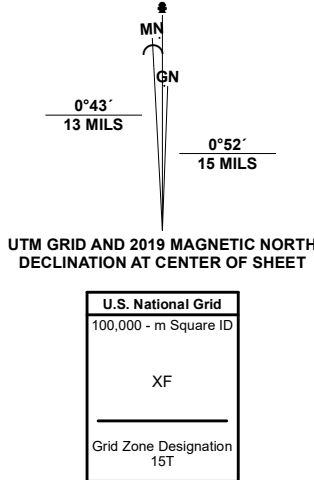 MN
GN
0°43´
13 MILS
0°52´
15 MILS
UTM GRID AND 2019 MAGNETIC NORTH
DECLINATION AT CENTER OF SHEET
U.S. National Grid
100,000 - m Square ID
XF
Grid Zone Designation
15T